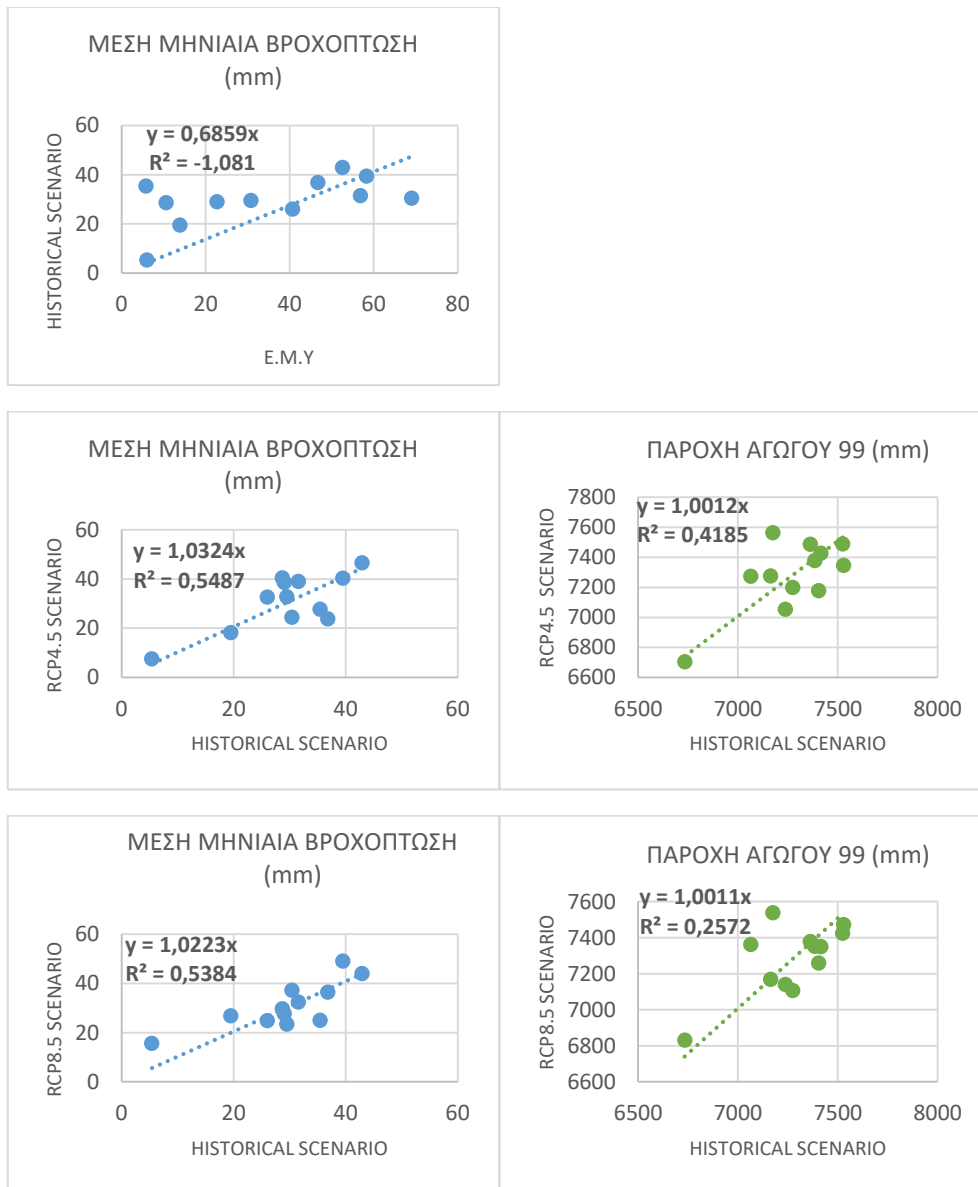 ΜΕΣΗ ΜΗΝΙΑΙΑ ΒΡΟΧΟΠΤΩΣΗ
(mm)
y = 0,6859x
R² = -1,081
HISTORICAL SCENARIO
60
40
20
0
0 20 40 60 80
Ε.Μ.Υ
ΜΕΣΗ ΜΗΝΙΑΙΑ ΒΡΟΧΟΠΤΩΣΗ
(mm)
y = 1,0324x
R² = 0,5487
RCP4.5 SCENARIO
60
40
20
0
0 20 40 60
HISTORICAL SCENARIO
ΠΑΡΟΧΗ ΑΓΩΓΟΥ 99 (mm)
y = 1,0012x
R² = 0,4185
RCP4.5 SCENARIO
7800
7600
7400
7200
7000
6800
6600
6500 7000 7500 8000
HISTORICAL SCENARIO
ΜΕΣΗ ΜΗΝΙΑΙΑ ΒΡΟΧΟΠΤΩΣΗ
(mm)
y = 1,0223x
R² = 0,5384
RCP8.5 SCENARIO
60
40
20
0
0 20 40 60
HISTORICAL SCENARIO
ΠΑΡΟΧΗ ΑΓΩΓΟΥ 99 (mm)
y = 1,0011x
R² = 0,2572
RCP8.5 SCENARIO
7600
7400
7200
7000
6800
6600
6500 7000 7500 8000
HISTORICAL SCENARIO